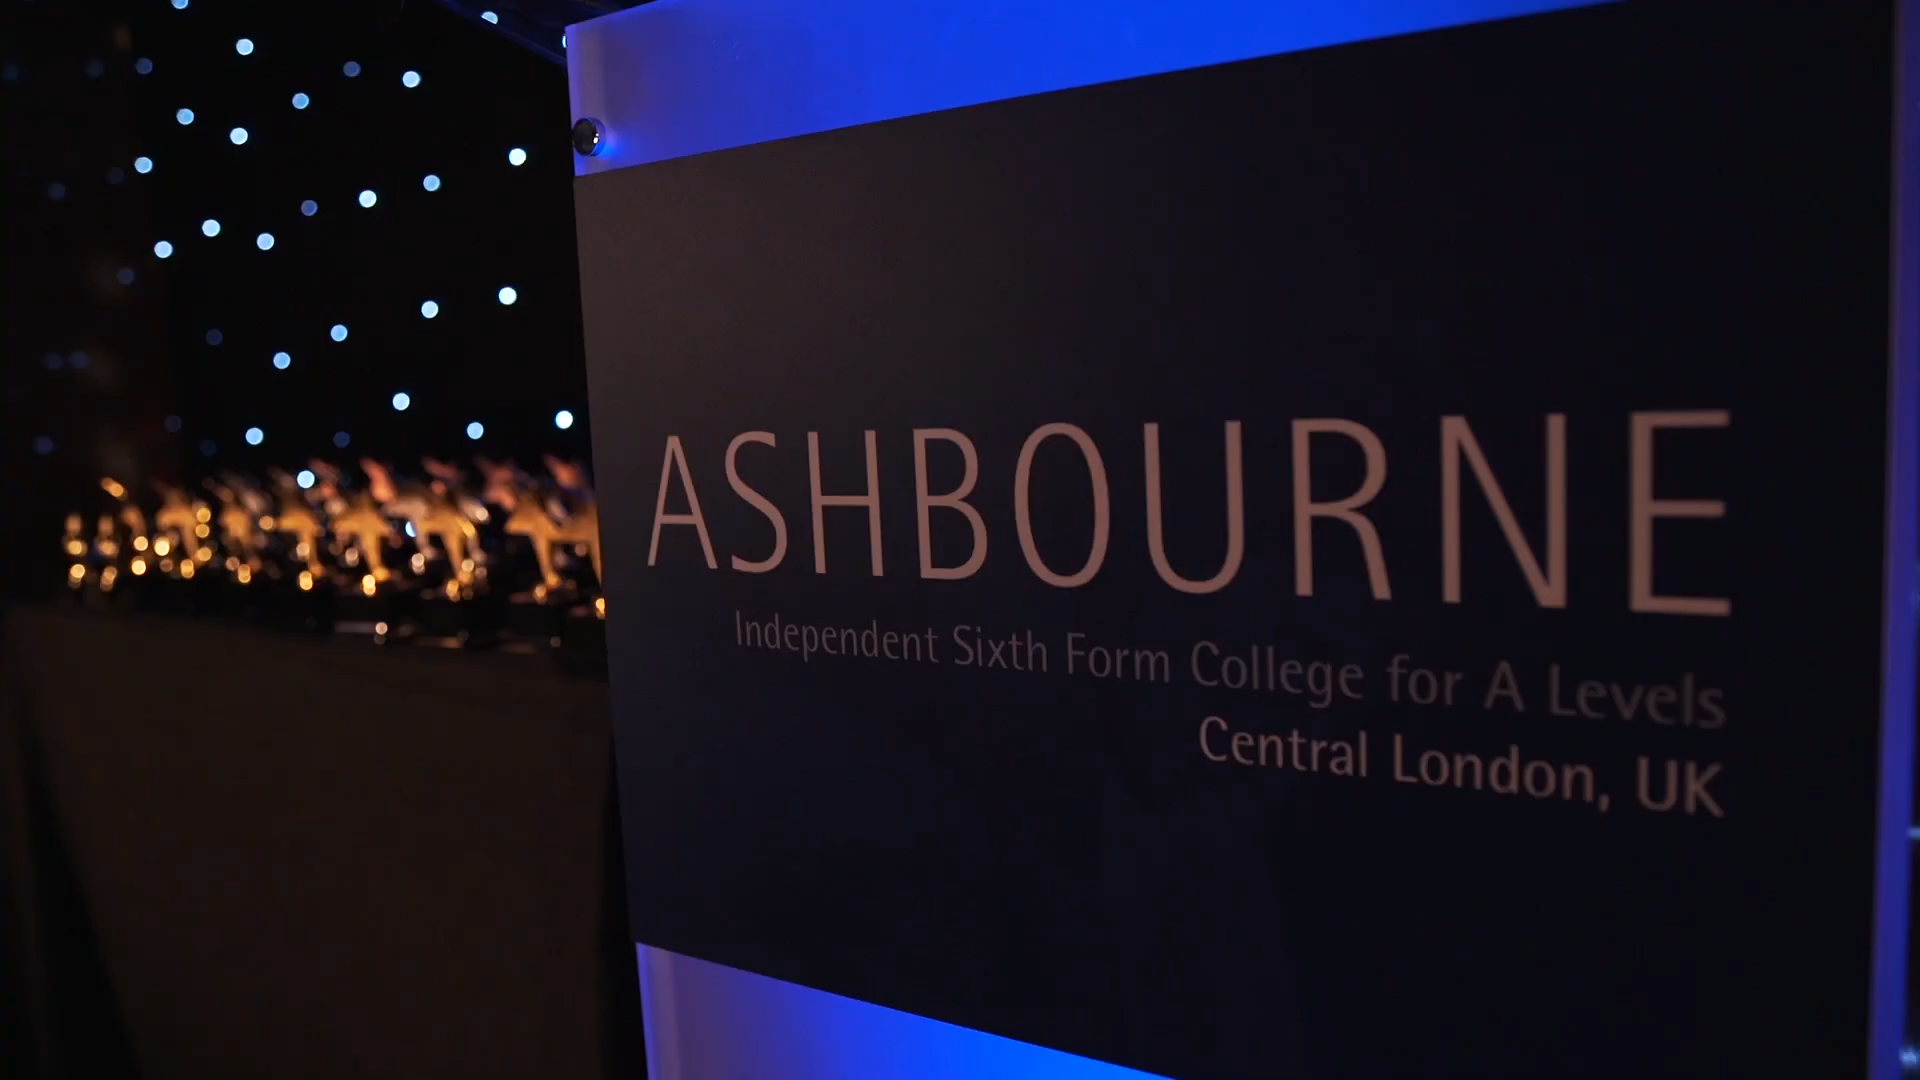 ASHBOURNE
Independent Sixth Form College for A Levels
Central London, UK